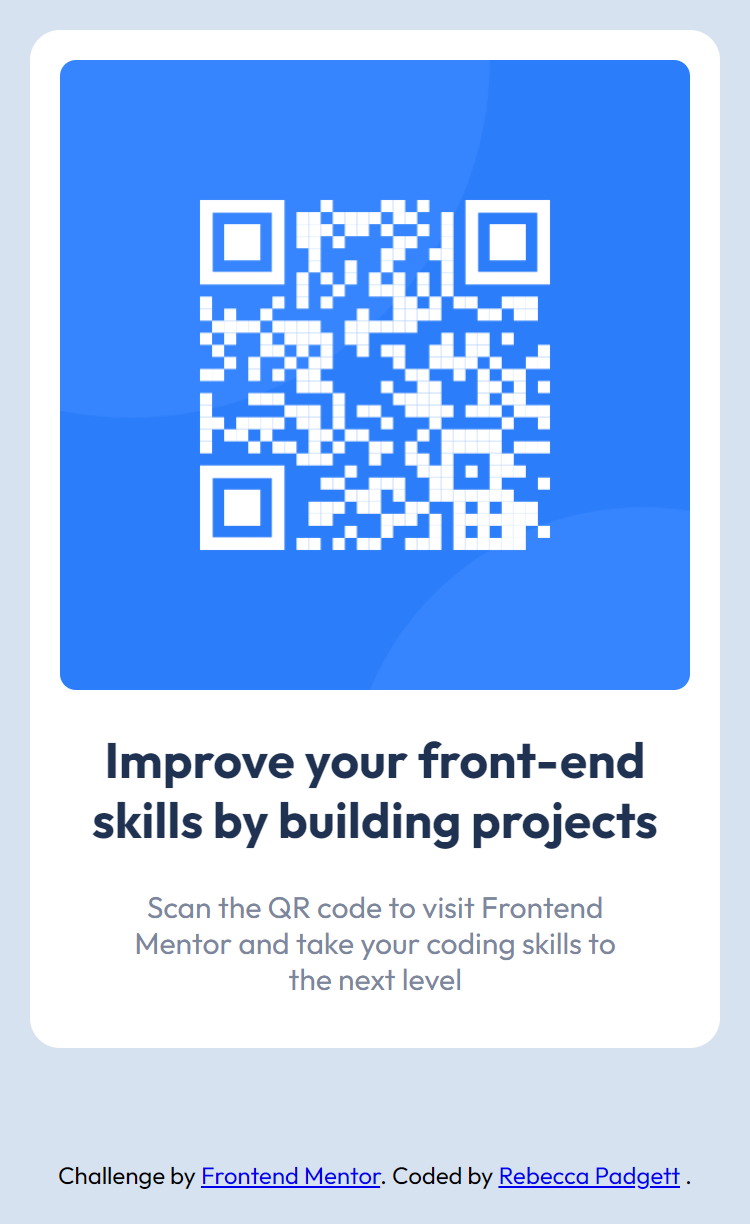 Improve your front-end
skills by building projects
Scan the QR code to visit Frontend
Mentor and take your coding skills to
the next level
Challenge by Frontend Mentor. Coded by Rebecca Padgett .